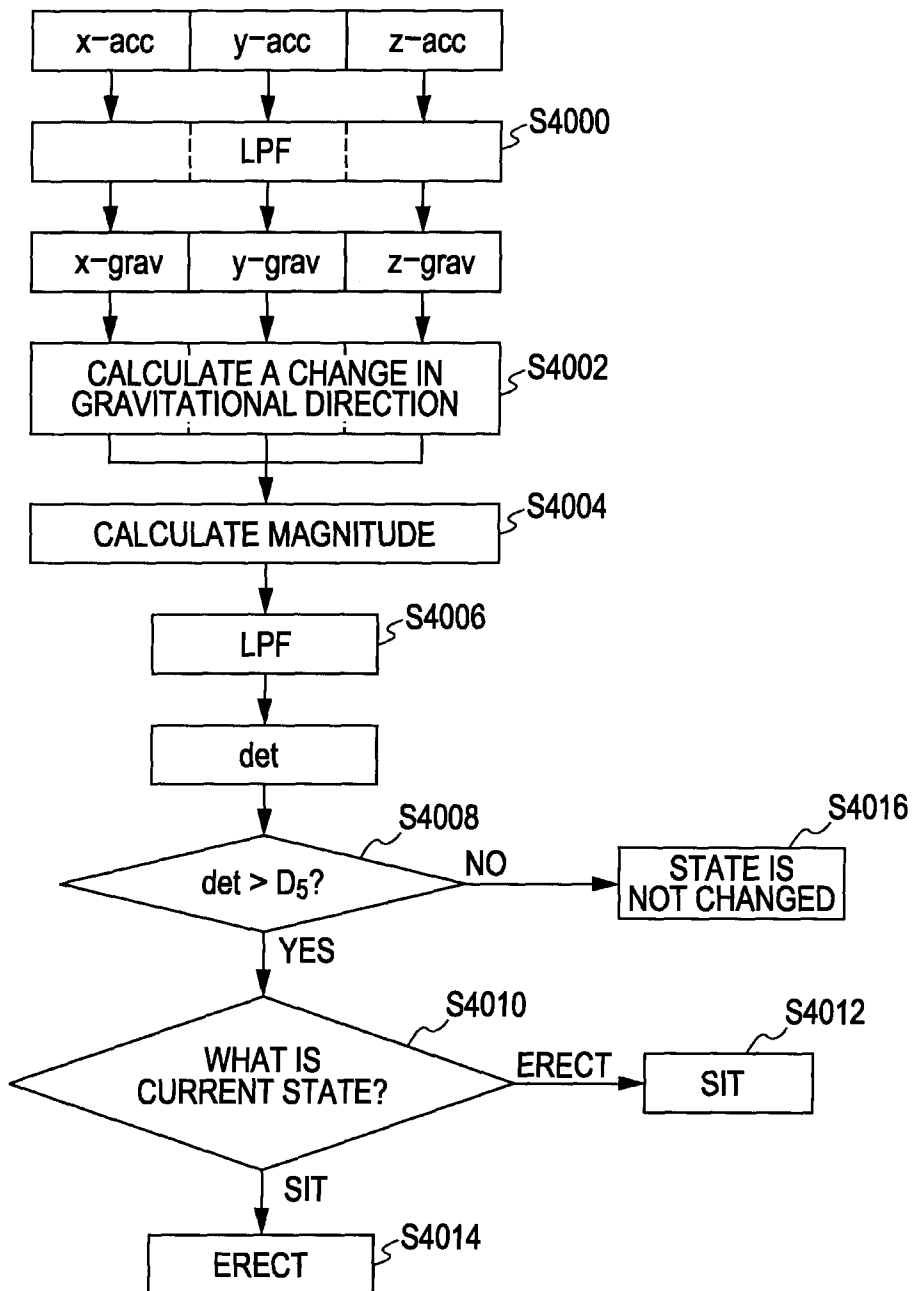 x-acc y-acc z-acc
S4000
LPF
x-grav y-grav z-grav
S4002
CALCULATE A CHANGE IN
GRAVITATIONAL DIRECTION
S4004
CALCULATE MAGNITUDE
S4006
LPF
det
S4008
det > D5?
NO
S4016
STATE IS
NOT CHANGED
YES
S4010
WHAT IS
CURRENT STATE?
ERECT
S4012
SIT
SIT
S4014
ERECT